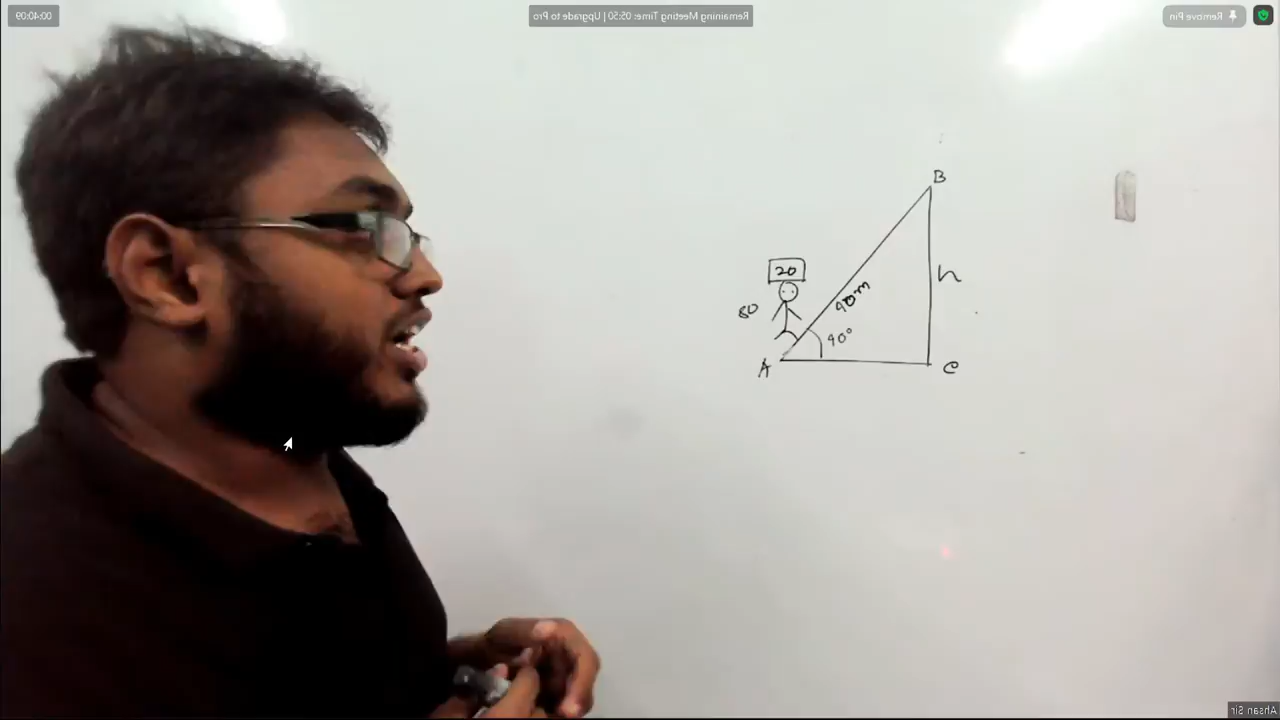 00:40:09
Remaining Meeting Time: 05:50 | Upgrade to Pro
Remove Pin
B
20
80
40m
h
40°
A
C
Ahsan Sir